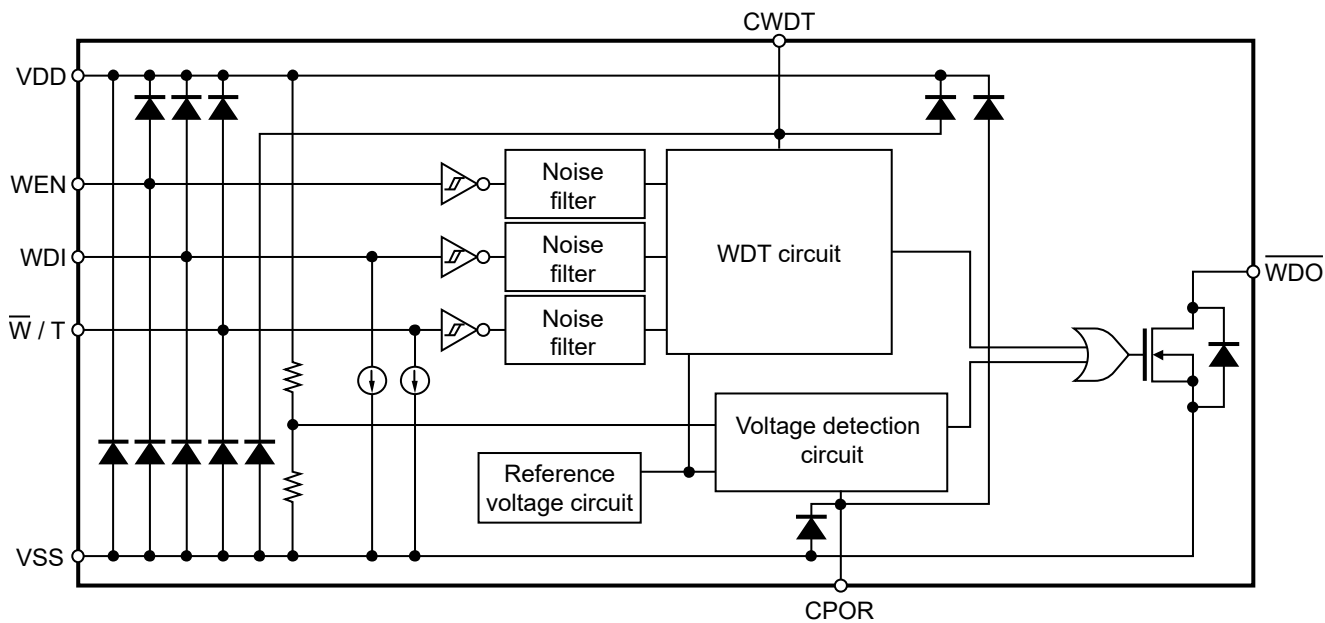 CWDT
VDD
WEN
Noise
filter
WDI
Noise
filter
WDT circuit
W̅D̅O̅
W̅ / T
Noise
filter
Voltage detection
circuit
Reference
voltage circuit
VSS
CPOR